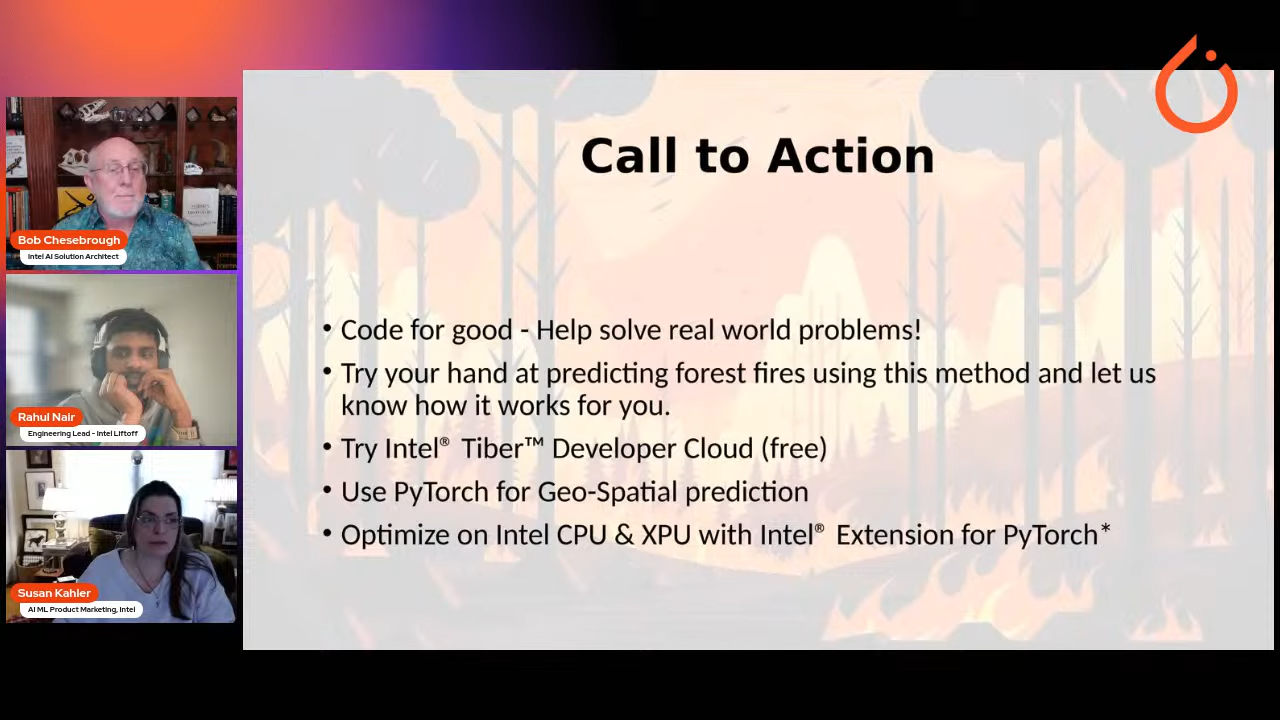 Call to Action
• Code for good - Help solve real world problems!
• Try your hand at predicting forest fires using this method and let us
know how it works for you.
• Try Intel® Tiber™ Developer Cloud (free)
• Use PyTorch for Geo-Spatial prediction
• Optimize on Intel CPU & XPU with Intel® Extension for PyTorch*
Bob Chesebrough
Intel AI Solution Architect
Rahul Nair
Engineering Lead - Intel Liftoff
Susan Kahler
AI ML Product Marketing, Intel